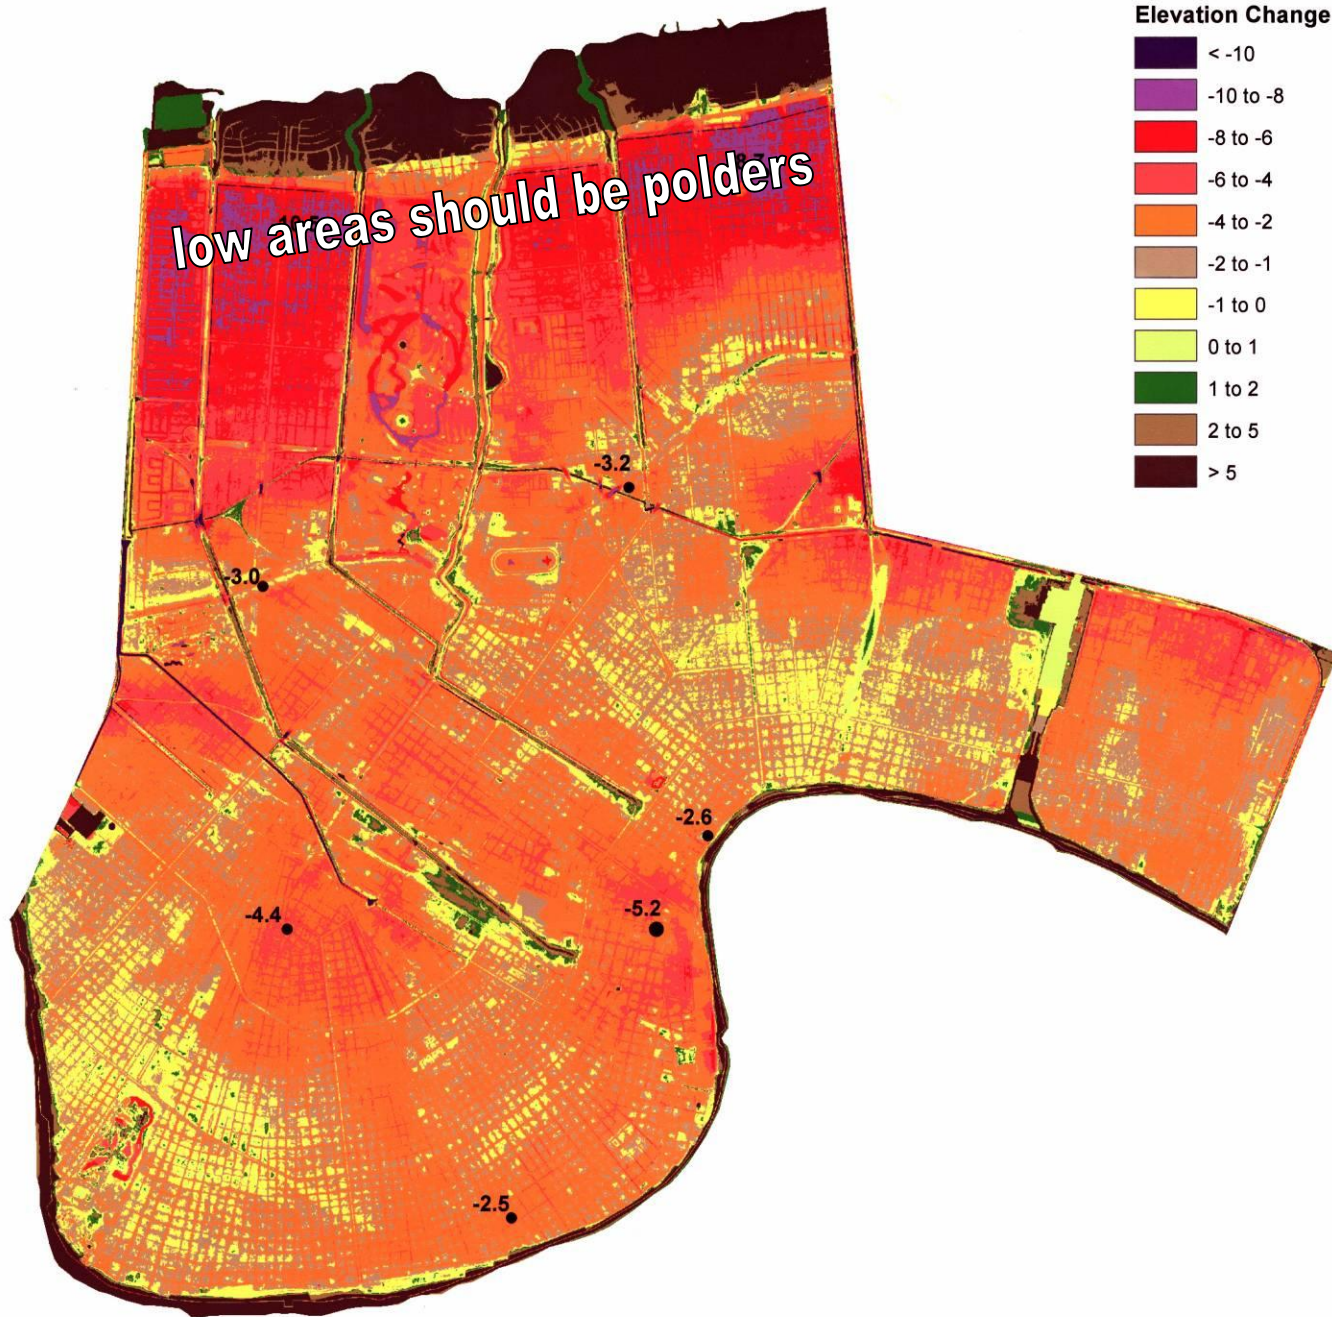 Elevation Change
< -10
-10 to -8
-8 to -6
-6 to -4
-4 to -2
-2 to -1
-1 to 0
0 to 1
1 to 2
2 to 5
> 5
low areas should be polders
-3.2
-3.0
-2.6
-4.4
-5.2
-2.5